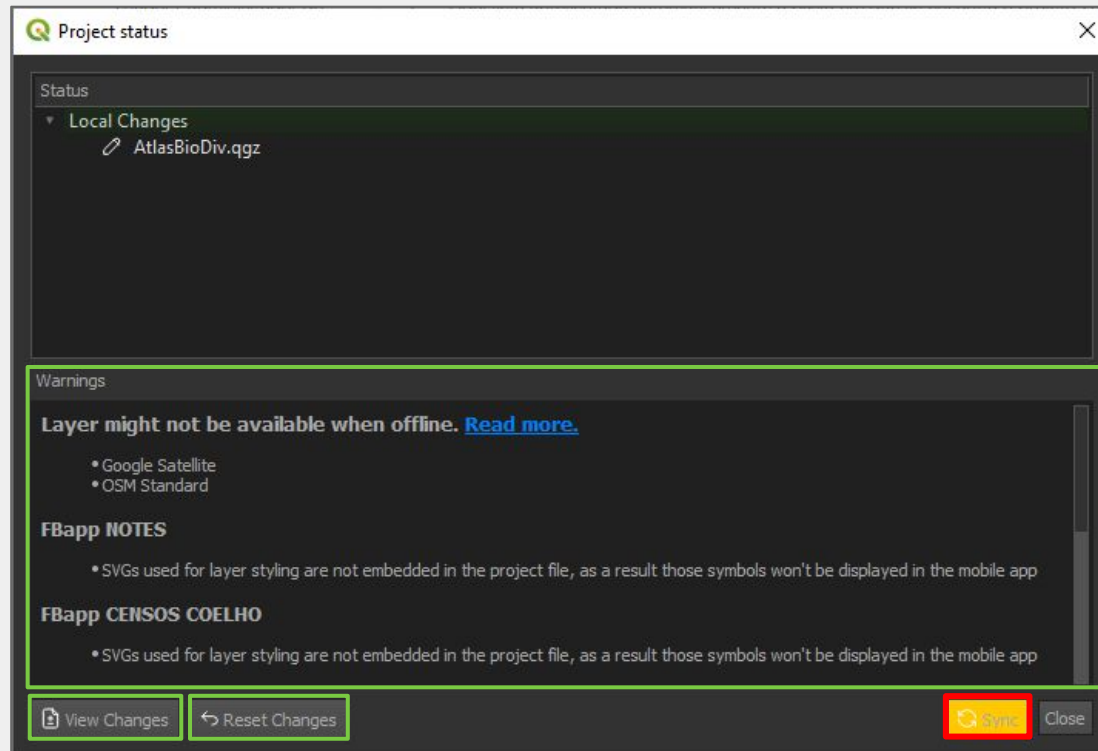 Project status
Status
Local Changes
AtlasBioDiv.qgz
Warnings
Layer might not be available when offline. Read more.
• Google Satellite
• OSM Standard
FBapp NOTES
• SVGs used for layer styling are not embedded in the project file, as a result those symbols won't be displayed in the mobile app
FBapp CENSOS COELHO
• SVGs used for layer styling are not embedded in the project file, as a result those symbols won't be displayed in the mobile app
View Changes Reset Changes Sync Close